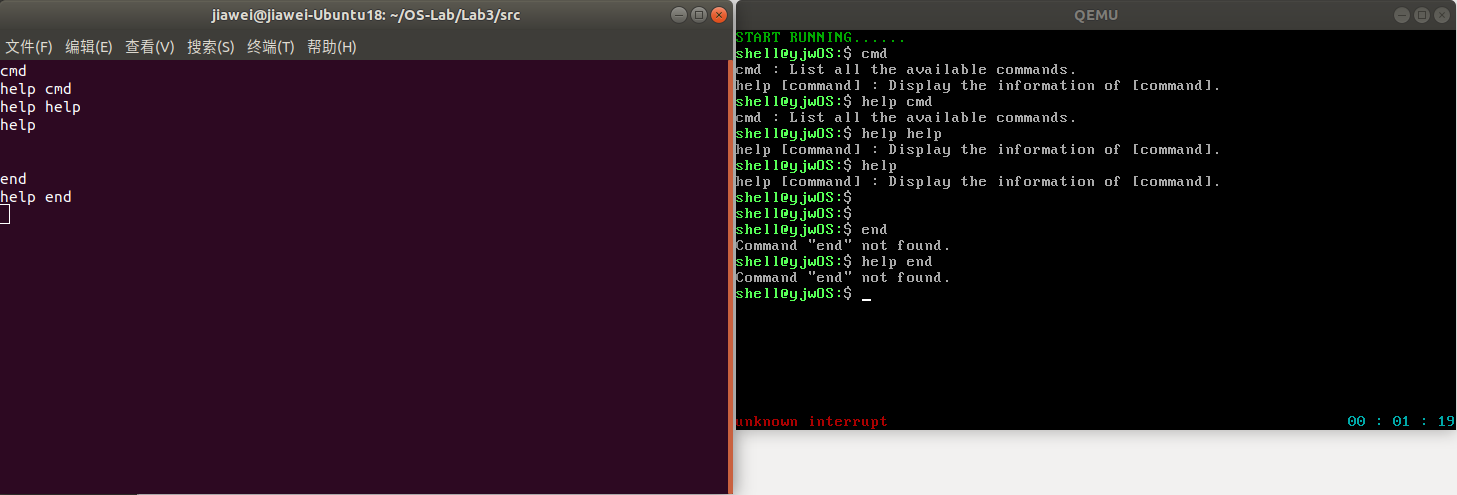 jiawei@jiawei-Ubuntu18: ~/OS-Lab/Lab3/src
文件(F) 编辑(E) 查看(V) 搜索(S) 终端(T) 帮助(H)
cmd
help cmd
help help
help
end
help end
QEMU
START RUNNING......
shell@yjwOS:$ cmd
cmd : List all the available commands.
help [command] : Display the information of [command].
shell@yjwOS:$ help cmd
cmd : List all the available commands.
shell@yjwOS:$ help help
help [command] : Display the information of [command].
shell@yjwOS:$ help
help [command] : Display the information of [command].
shell@yjwOS:$
shell@yjwOS:$
shell@yjwOS:$ end
Command "end" not found.
shell@yjwOS:$ help end
Command "end" not found.
shell@yjwOS:$ _
unknown interrupt 00 : 01 : 19